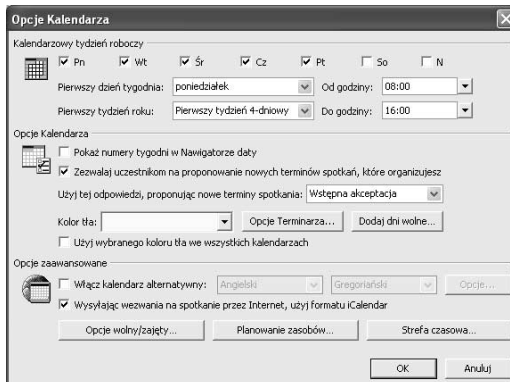 Opcje Kalendarza
Kalendarzowy tydzień roboczy
Pn Wt Śr Cz Pt So N
Pierwszy dzień tygodnia: poniedziałek Od godziny: 08:00
Pierwszy tydzień roku: Pierwszy tydzień 4-dniowy Do godziny: 16:00
Opcje Kalendarza
Pokaż numery tygodni w Nawigatorze daty
Zezwalaj uczestnikom na proponowanie nowych terminów spotkań, które organizujesz
Użyj tej odpowiedzi, proponując nowe terminy spotkania: Wstępna akceptacja
Kolor tła: Opcje Terminarza... Dodaj dni wolne...
Użyj wybranego koloru tła we wszystkich kalendarzach
Opcje zaawansowane
Włącz kalendarz alternatywny: Angielski Gregoriański Opcje...
Wysyłając wezwania na spotkanie przez Internet, użyj formatu iCalendar
Opcje wolny/zajęty... Planowanie zasobów... Strefa czasowa...
OK Anuluj